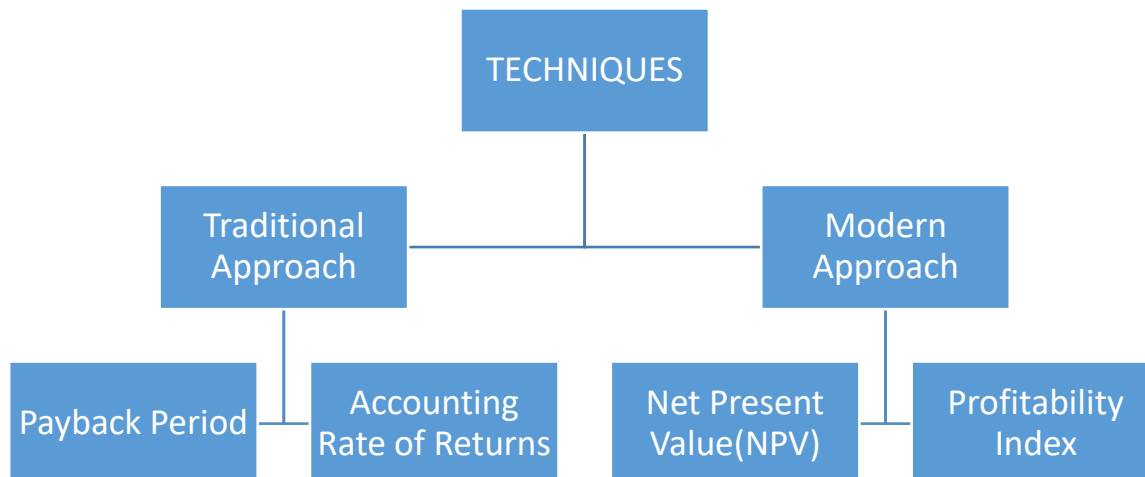 TECHNIQUES
Traditional
Approach
Modern
Approach
Payback Period
Accounting
Rate of Returns
Net Present
Value(NPV)
Profitability
Index